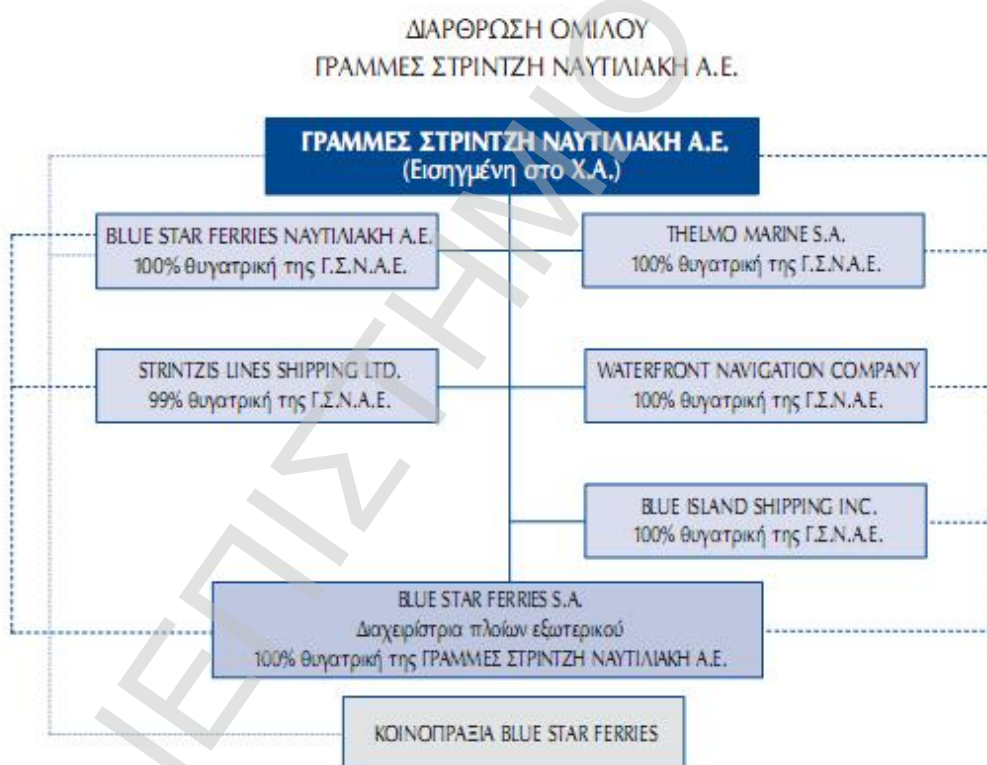 ΔΙΑΡΘΡΩΣΗ ΟΜΙΛΟΥ
ΓΡΑΜΜΕΣ ΣΤΡΙΝΤΖΗ ΝΑΥΤΙΛΙΑΚΗ Α.Ε.
ΓΡΑΜΜΕΣ ΣΤΡΙΝΤΖΗ ΝΑΥΤΙΛΙΑΚΗ Α.Ε.
(Εισηγμένη στο Χ.Α.)
BLUE STAR FERRIES ΝΑΥΤΙΛΙΑΚΗ Α.Ε.
100% θυγατρική της Γ.Σ.Ν.Α.Ε.
THELMO MARINE S.A.
100% θυγατρική της Γ.Σ.Ν.Α.Ε.
STRINTZIS LINES SHIPPING LTD.
99% θυγατρική της Γ.Σ.Ν.Α.Ε.
WATERFRONT NAVIGATION COMPANY
100% θυγατρική της Γ.Σ.Ν.Α.Ε.
BLUE ISLAND SHIPPING INC.
100% θυγατρική της Γ.Σ.Ν.Α.Ε.
BLUE STAR FERRIES S.A.
Διαχειρίστρια πλοίων εξωτερικού
100% θυγατρική της ΓΡΑΜΜΕΣ ΣΤΡΙΝΤΖΗ ΝΑΥΤΙΛΙΑΚΗ Α.Ε.
ΚΟΙΝΟΠΡΑΞΙΑ BLUE STAR FERRIES